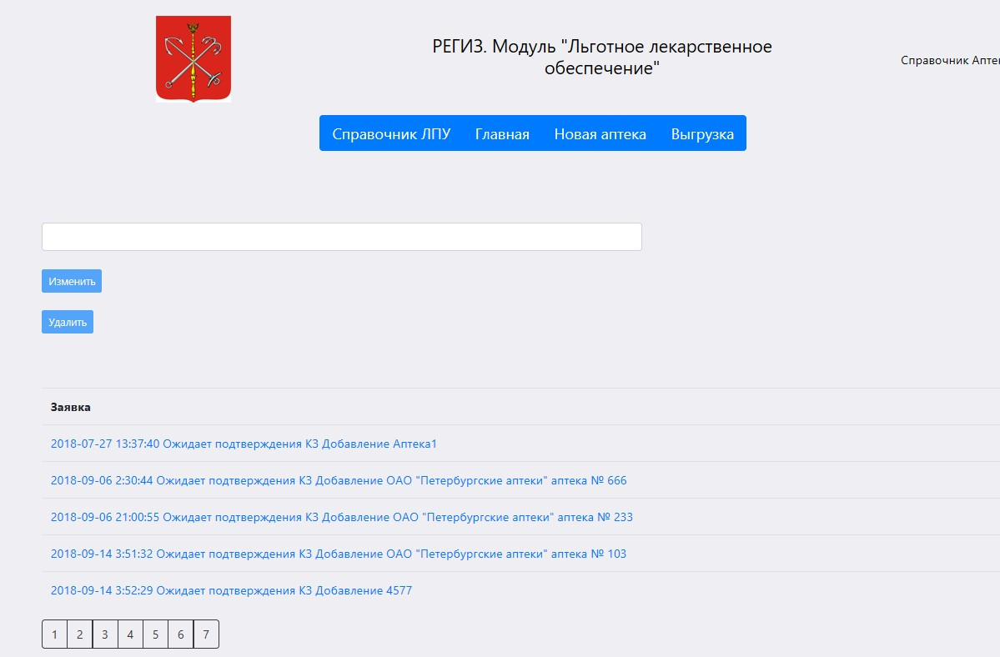 РЕГИЗ. Модуль "Льготное лекарственное
обеспечение"
Справочник
Справочник ЛПУ Главная Новая аптека Выгрузка
Изменить
Удалить
Заявка
2018-07-27 13:37:40 Ожидает подтверждения КЗ Добавление Аптека1
2018-09-06 2:30:44 Ожидает подтверждения КЗ Добавление ОАО "Петербургские аптеки" аптека № 666
2018-09-06 21:00:55 Ожидает подтверждения КЗ Добавление ОАО "Петербургские аптеки" аптека № 233
2018-09-14 3:51:32 Ожидает подтверждения КЗ Добавление ОАО "Петербургские аптеки" аптека № 103
2018-09-14 3:52:29 Ожидает подтверждения КЗ Добавление 4577
1 2 3 4 5 6 7